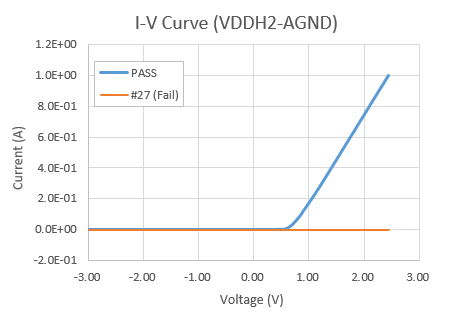 I-V Curve (VDDH2-AGND)
1.2E+00
1.0E+00
8.0E-01
6.0E-01
4.0E-01
2.0E-01
0.0E+00
-2.0E-01
PASS
#27 (Fail)
Current (A)
-3.00 -2.00 -1.00 0.00 1.00 2.00 3.00
Voltage (V)